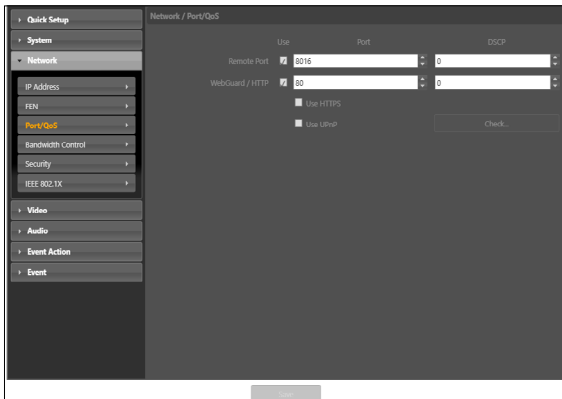 Quick Setup
System
Network
IP Address
FEN
Port/QoS
Bandwidth Control
Security
IEEE 802.1X
Video
Audio
Event Action
Event
Network / Port/QoS
Use Port DSCP
Remote Port 8016 0
WebGuard / HTTP 80 0
Use HTTPS
Use UPnP Check...